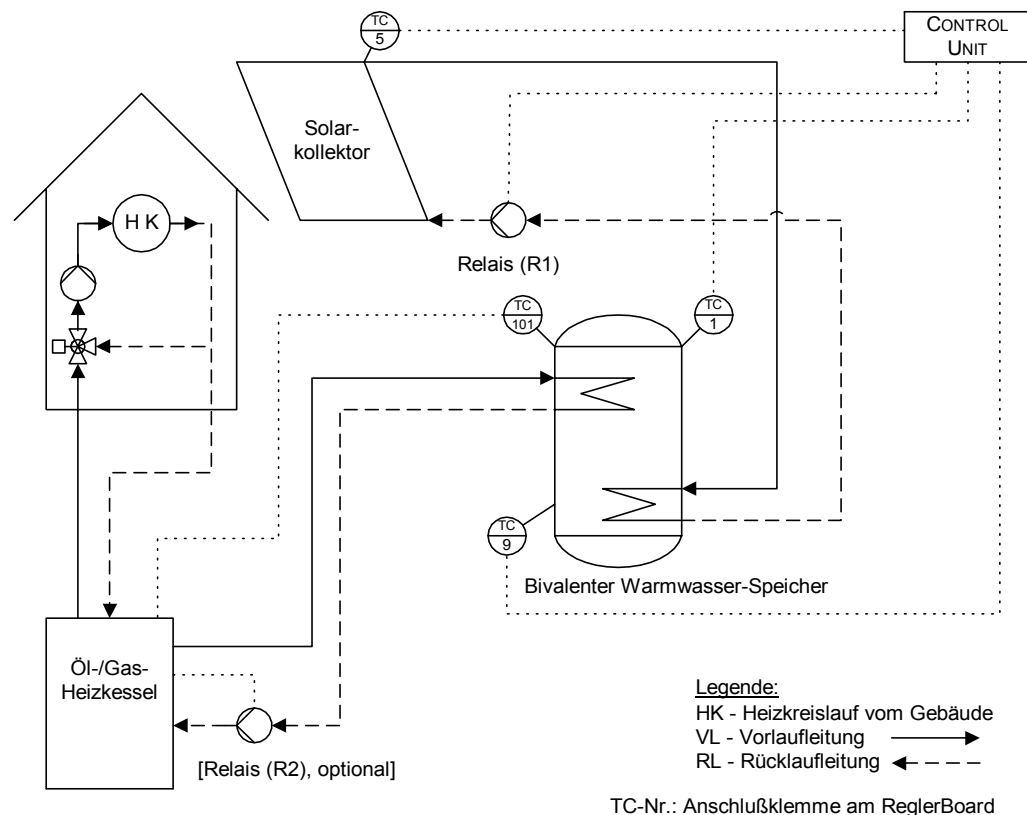 TC
5
CONTROL
UNIT
Solar-
kollektor
H K
Relais (R1)
TC
101
TC
1
TC
9
Bivalenter Warmwasser-Speicher
Öl-/Gas-
Heizkessel
[Relais (R2), optional]
Legende:
HK - Heizkreislauf vom Gebäude
VL - Vorlaufleitung
RL - Rücklaufleitung
TC-Nr.: Anschlußklemme am ReglerBoard